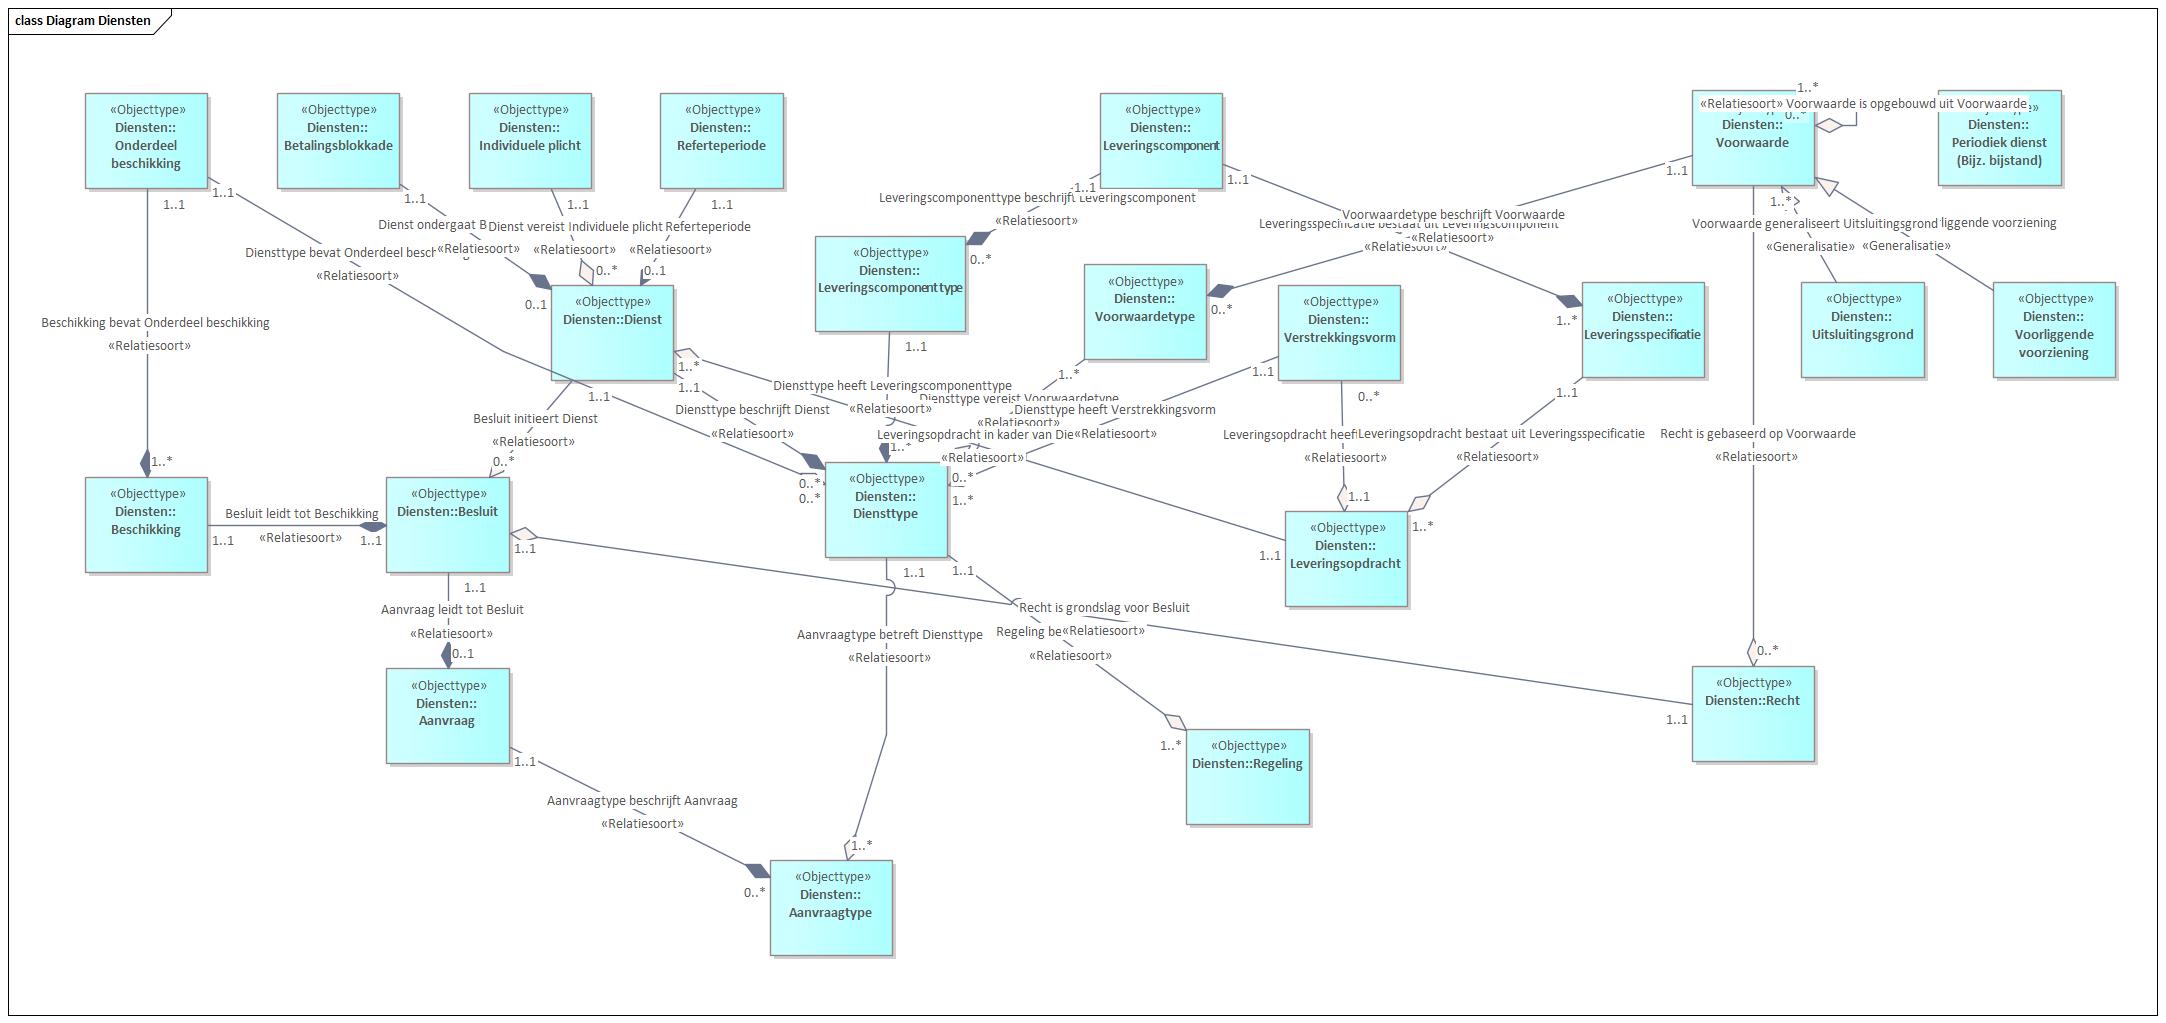 class Diagram Diensten
«Objecttype»
Diensten::
Onderdeel
beschikking
«Objecttype»
Diensten::
Betalingsblokkade
«Objecttype»
Diensten::
Individuele plicht
«Objecttype»
Diensten::
Referteperiode
«Objecttype»
Diensten::
Leveringscomponent
1..*
«Relatiesoort» Voorwaarde is opgebouwd uit Voorwaarde
0..*
Diensten::
Voorwaarde
Diensten::
Periodiek dienst
(Bijz. bijstand)
1..1
1..1
1..1
1..1
1..1
1..1
1..1
1..1
Leveringscomponenttype beschrijft Leveringscomponent
«Relatiesoort»
Dienst ondergaat
«Relatiesoort»
Dienst vereist Individuele plicht
«Relatiesoort»
Referteperiode
«Relatiesoort»
Diensttype bevat Onderdeel
«Relatiesoort»
Voorwaardetype beschrijft Voorwaarde
«Relatiesoort»
Leveringsspecificatie bestaat uit Leveringscomponent
«Relatiesoort»
1..*
Voorwaarde generaliseert Uitsluitingsgrond
«Generalisatie»
voorziening
«Generalisatie»
0..1
0..*
0..1
0..*
0..*
1..*
«Objecttype»
Diensten::Dienst
«Objecttype»
Diensten::
Leveringscomponenttype
«Objecttype»
Diensten::
Voorwaardetype
«Objecttype»
Diensten::
Verstrekkingsvorm
«Objecttype»
Diensten::
Leveringsspecificatie
«Objecttype»
Diensten::
Uitsluitingsgrond
«Objecttype»
Diensten::
Voorliggende
voorziening
Beschikking bevat Onderdeel beschikking
«Relatiesoort»
1..1
1..*
1..1
1..1
1..*
1..1
0..*
1..1
Diensttype heeft Leveringscomponenttype
«Relatiesoort»
Diensttype vereist Voorwaardetype
«Relatiesoort»
Diensttype beschrijft Dienst
«Relatiesoort»
Diensttype heeft Verstrekkingsvorm
«Relatiesoort»
Besluit initieert Dienst
«Relatiesoort»
Leveringsopdracht in kader van
«Relatiesoort»
Leveringsopdracht
«Relatiesoort»
Leveringsopdracht bestaat uit Leveringsspecificatie
«Relatiesoort»
Recht is gebaseerd op Voorwaarde
«Relatiesoort»
1..*
0..*
0..*
0..*
1..*
0..*
1..*
1..1
1..*
«Objecttype»
Diensten::
Beschikking
«Objecttype»
Diensten::Besluit
«Objecttype»
Diensten::
Diensttype
«Objecttype»
Diensten::
Leveringsopdracht
Besluit leidt tot Beschikking
«Relatiesoort»
1..1
1..1
1..1
1..1
1..1
1..1
1..1
Aanvraag leidt tot Besluit
«Relatiesoort»
0..1
Recht is grondslag voor Besluit
«Relatiesoort»
Aanvraagtype betreft Diensttype
«Relatiesoort»
Regeling
«Relatiesoort»
0..*
«Objecttype»
Diensten::
Aanvraag
«Objecttype»
Diensten::Recht
1..1
1..1
1..*
«Objecttype»
Diensten::Regeling
Aanvraagtype beschrijft Aanvraag
«Relatiesoort»
1..*
0..*
«Objecttype»
Diensten::
Aanvraagtype